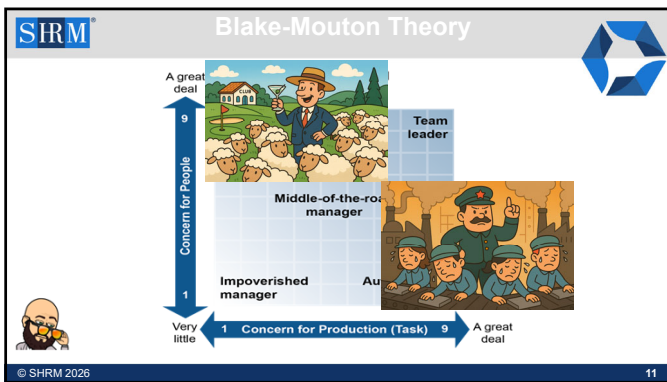 SHRM®
Blake-Mouton Theory
A great
deal
9
Concern for People
1
Very
little
CLUB
Team
leader
Middle-of-the-roa
manager
Impoverished
manager
Au
1 Concern for Production (Task) 9
A great
deal
© SHRM 2026
11